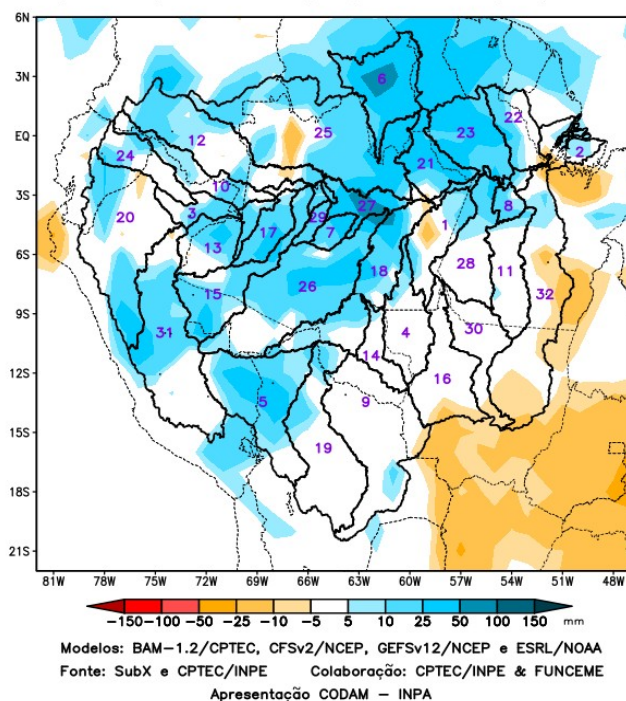 6N
3N
EQ
3S
6S
9S
12S
15S
18S
21S
6
25
12
24
10
3
20
13
17
29
7
27
21
23
22
2
8
1
28
11
32
18
26
15
31
4
14
30
16
5
9
19
81W 78W 75W 72W 69W 66W 63W 60W 57W 54W 51W 48W
-150 -100 -50 -25 -10 -5 5 10 25 50 100 150 mm
Modelos: BAM-1.2/CPTEC, CFSv2/NCEP, GEFSv12/NCEP e ESRL/NOAA
Fonte: SubX e CPTEC/INPE Colaboração: CPTEC/INPE & FUNCEME
Apresentação CODAM - INPA